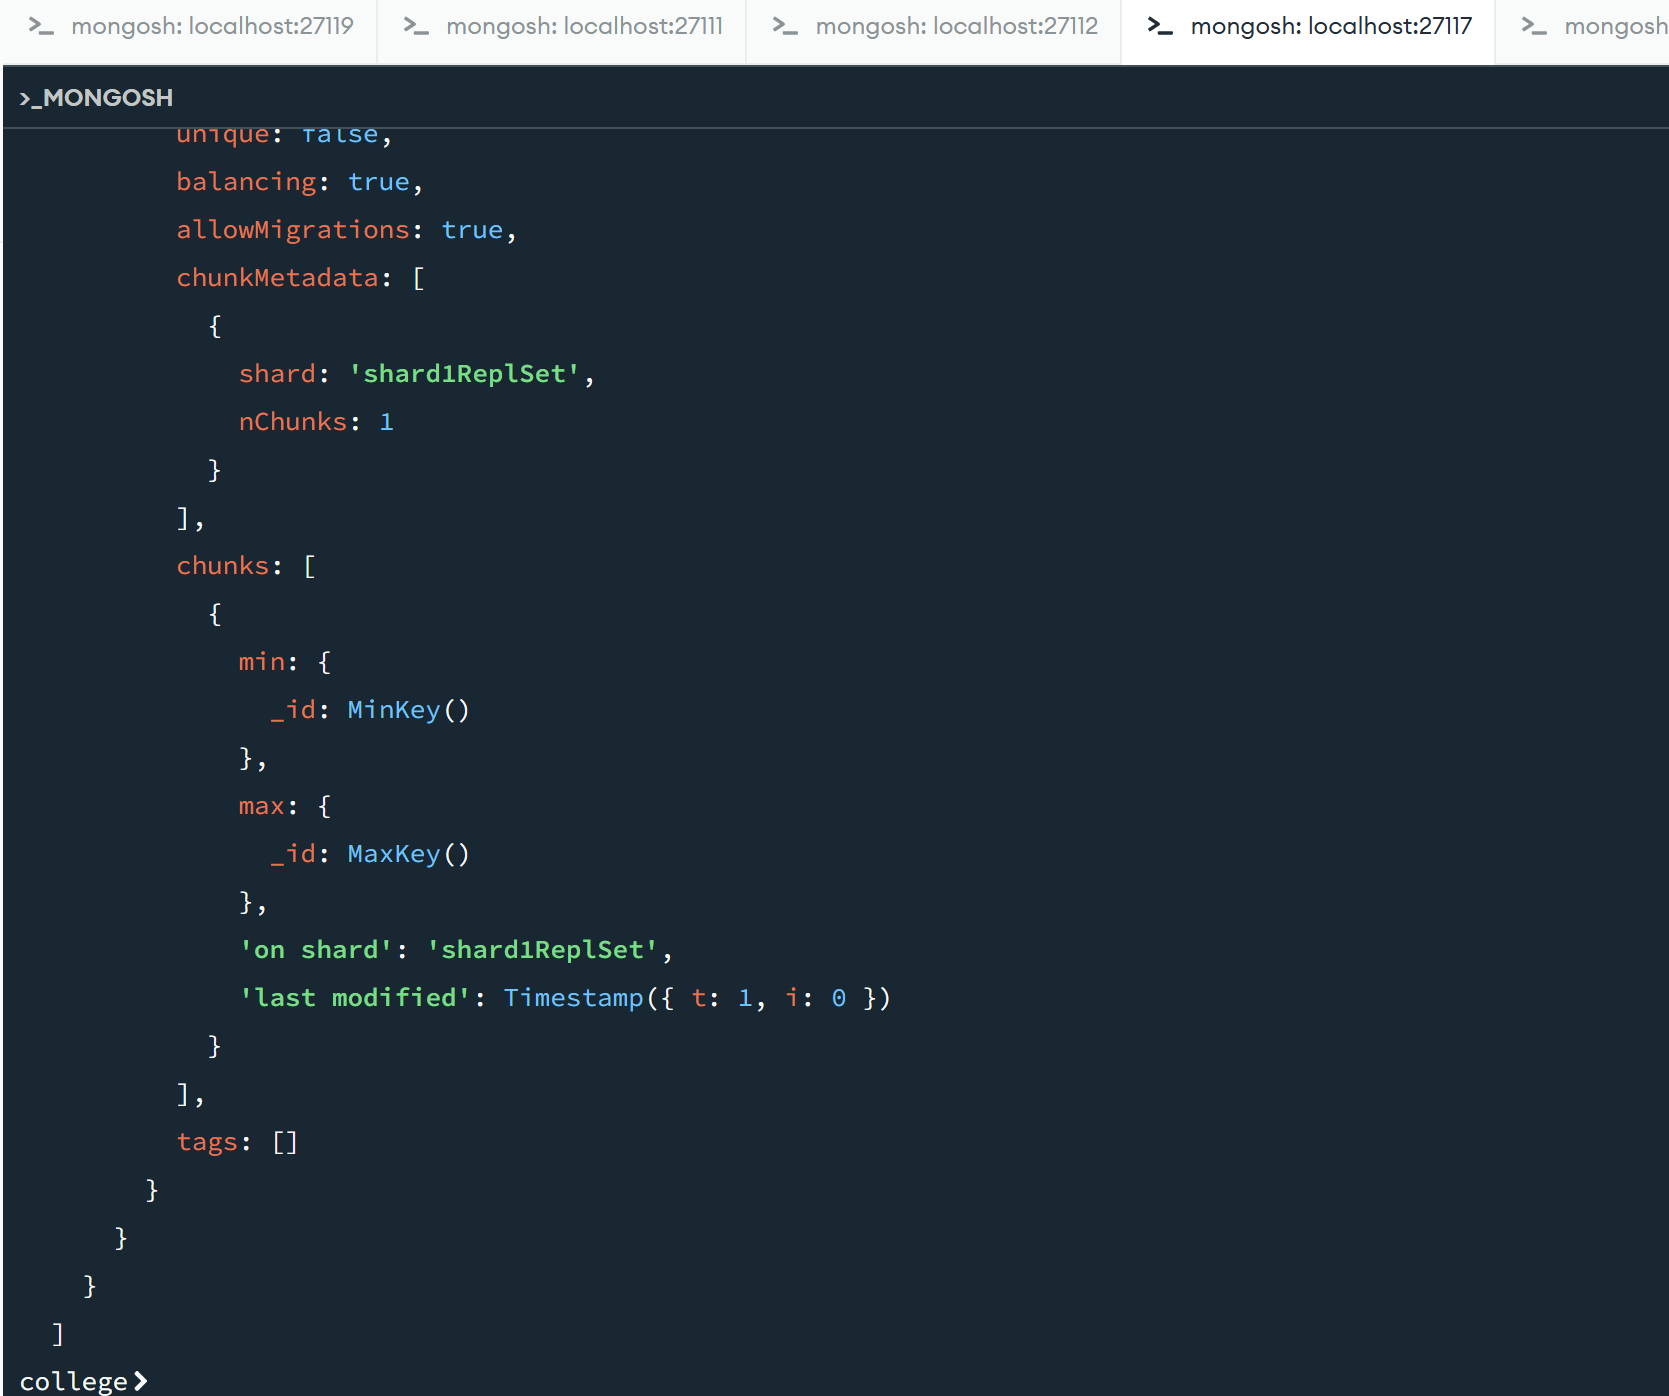 mongosh: localhost:27119 mongosh: localhost:27111 mongosh: localhost:27112 mongosh: localhost:27117 mongosh
>_MONGOSH
unique: false,
balancing: true,
allowMigrations: true,
chunkMetadata: [
{
shard: 'shard1ReplSet',
nChunks: 1
}
],
chunks: [
{
min: {
_id: MinKey()
},
max: {
_id: MaxKey()
},
'on shard': 'shard1ReplSet',
'last modified': Timestamp({ t: 1, i: 0 })
}
],
tags: []
}
}
}
]
college>